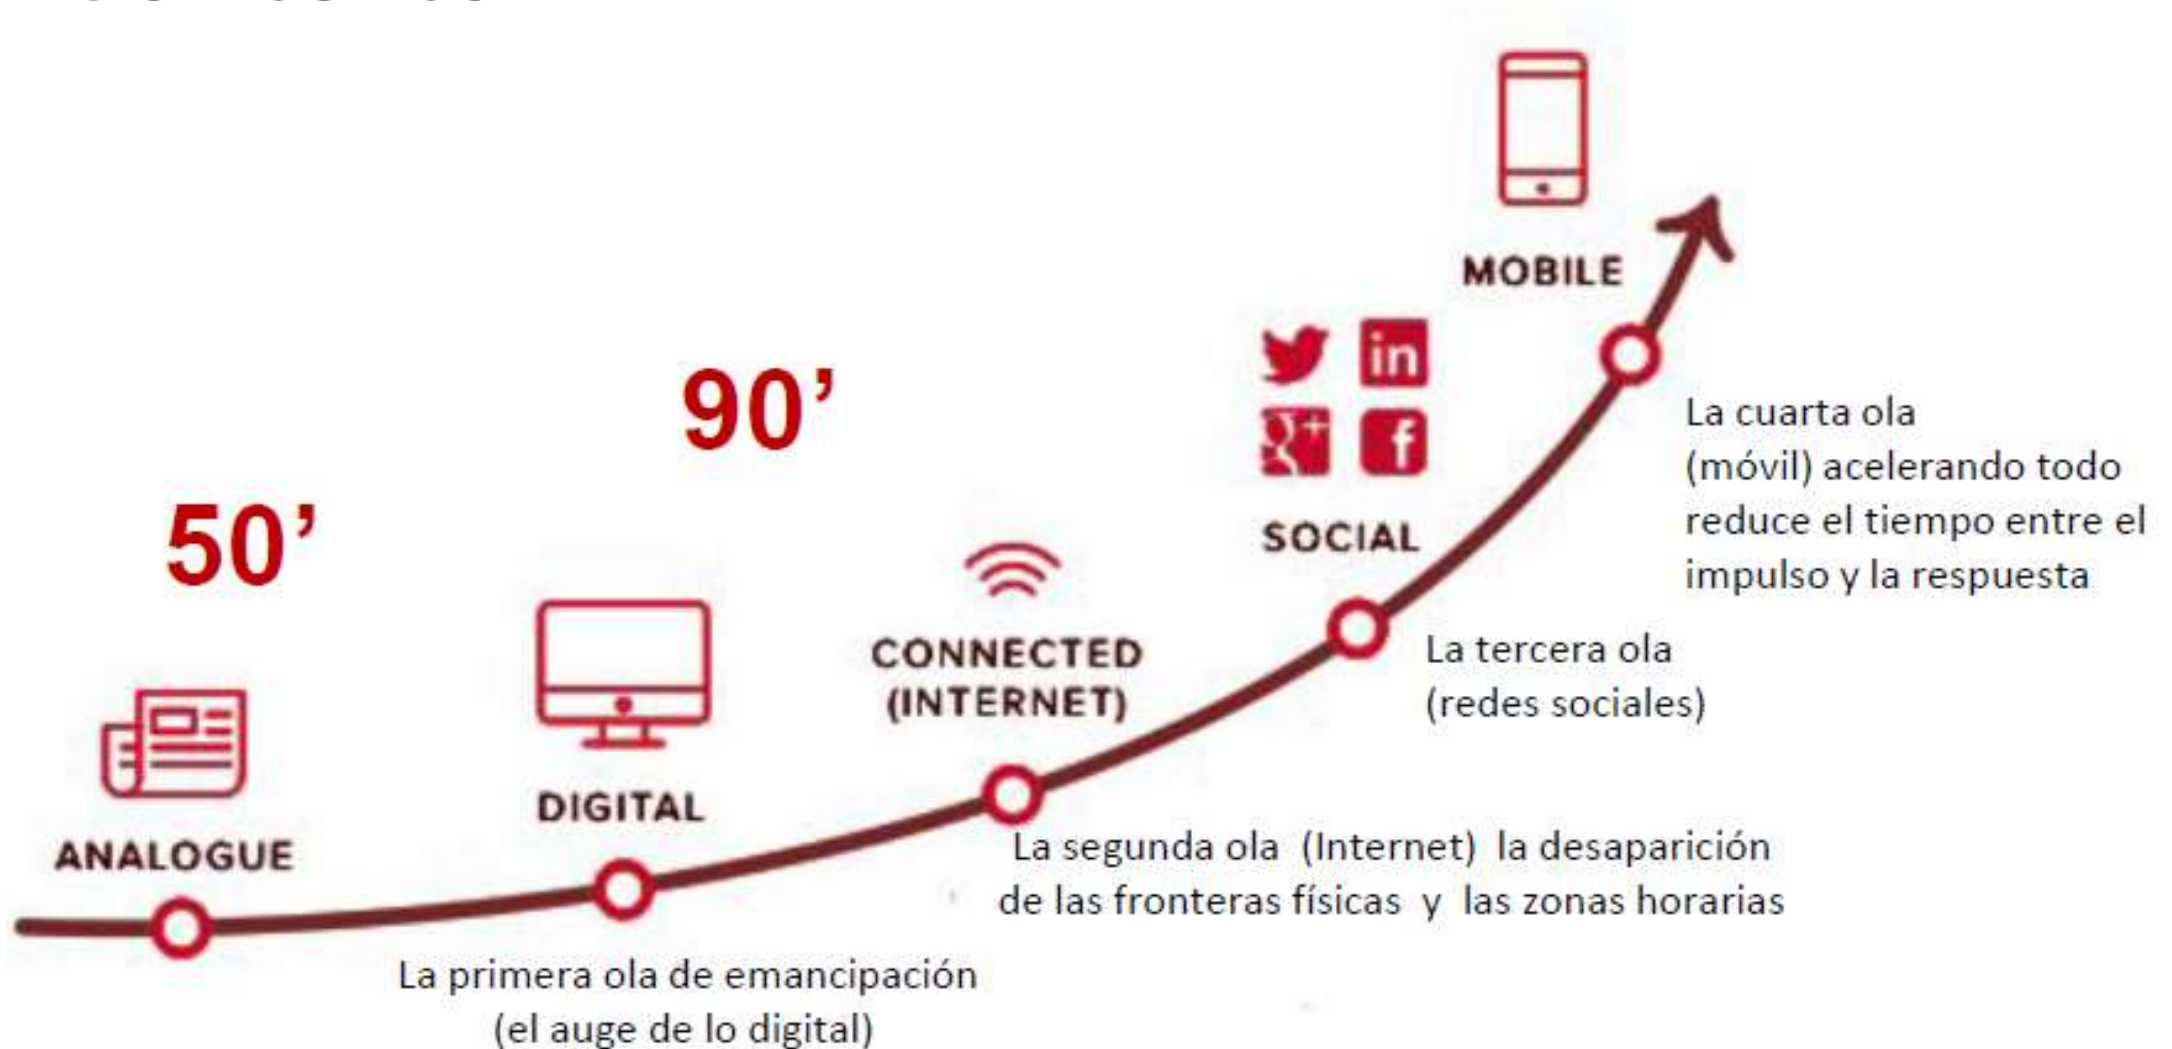 50’
90’
ANALOGUE
DIGITAL
CONNECTED
(INTERNET)
SOCIAL
MOBILE
in
g+
f
La primera ola de emancipación
(el auge de lo digital)
La segunda ola (Internet) la desaparición
de las fronteras físicas y las zonas horarias
La tercera ola
(redes sociales)
La cuarta ola
(móvil) acelerando todo
reduce el tiempo entre el
impulso y la respuesta